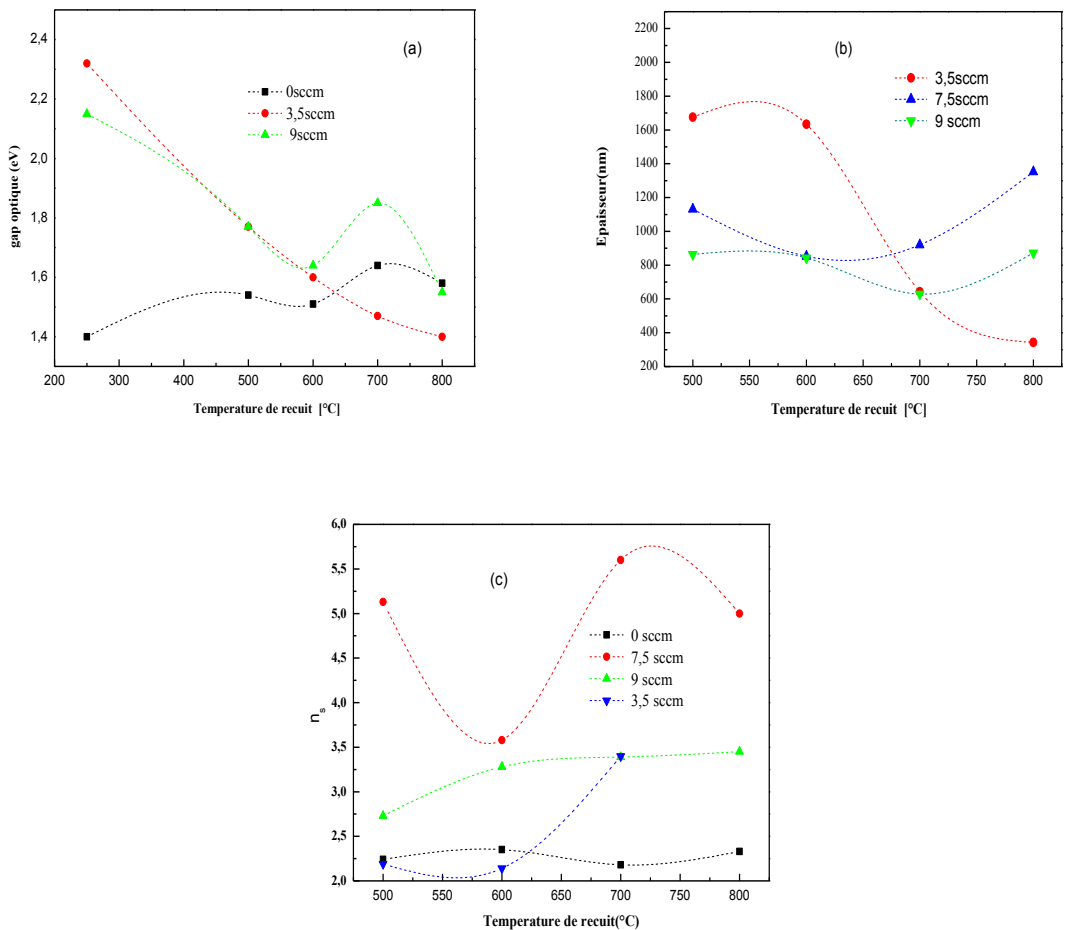 (a)
2,4
2,2
2,0
1,8
1,6
1,4
gap optique (eV)
0sccm
3,5sccm
9sccm
200 300 400 500 600 700 800
Temperature de recuit [°C]
(b)
1800
1600
1400
1200
1000
800
600
400
200
Epaisseur(nm)
3,5sccm
7,5sccm
9 sccm
500 550 600 650 700 750 800
Temperature de recuit [°C]
(c)
6,0
5,5
5,0
4,5
4,0
3,5
3,0
2,5
2,0
ns
0 sccm
7,5 sccm
9 sccm
3,5 sccm
500 550 600 650 700 750 800
Temperature de recuit(°C)